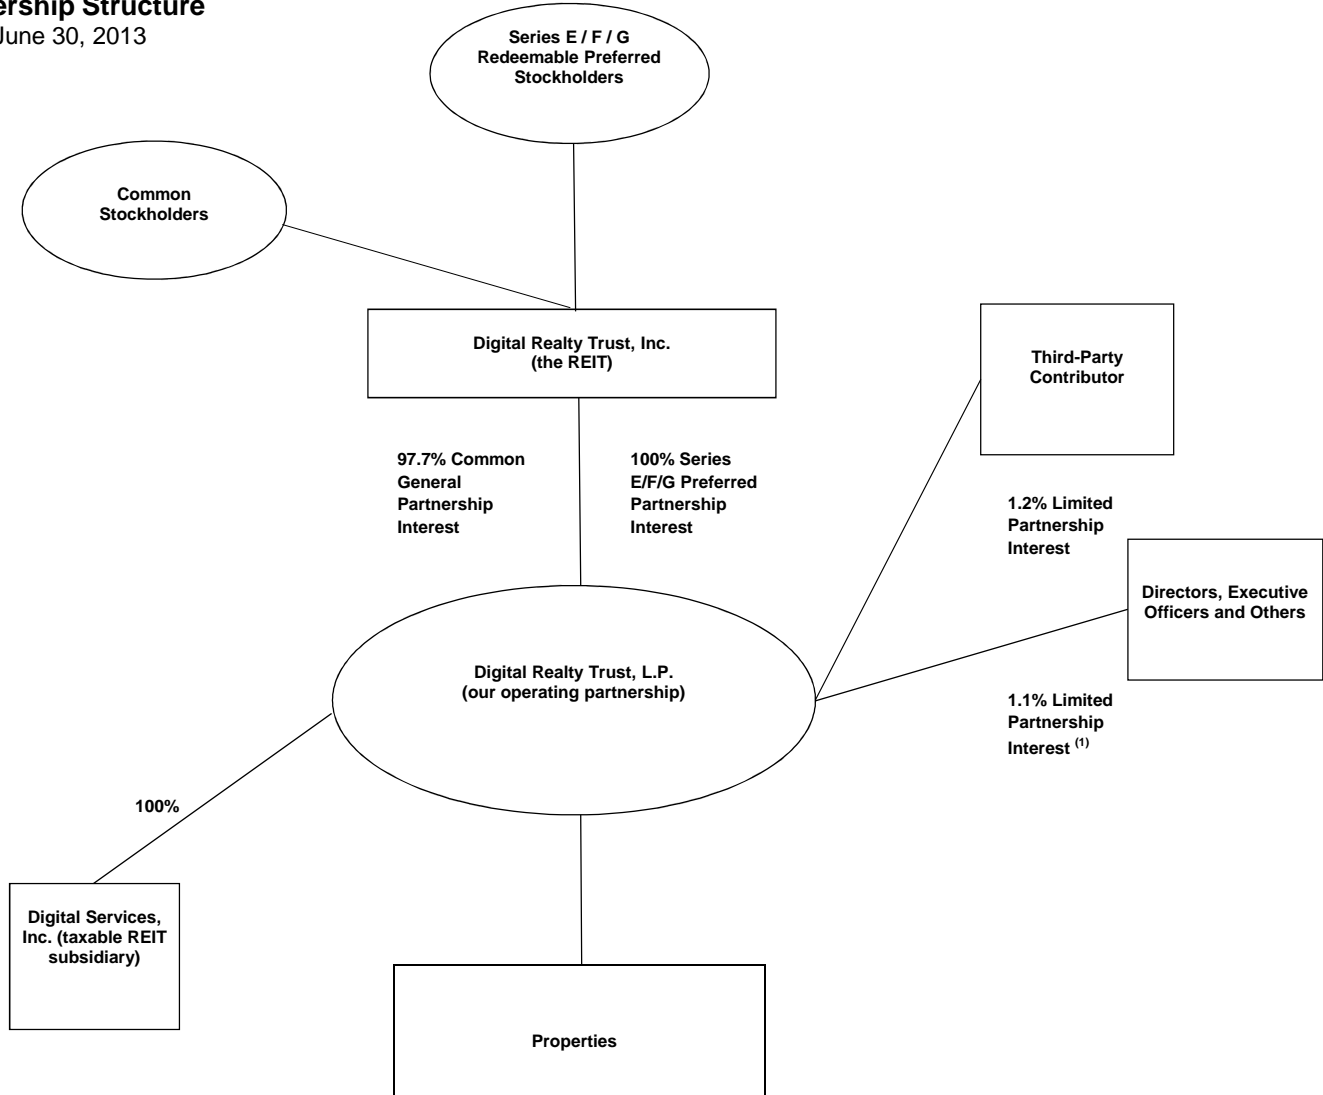 ership Structure
June 30, 2013
Series E / F / G
Redeemable Preferred
Stockholders
Common
Stockholders
Digital Realty Trust, Inc.
(the REIT)
Third-Party
Contributor
97.7% Common
General
Partnership
Interest
100% Series
E/F/G Preferred
Partnership
Interest
1.2% Limited
Partnership
Interest
Directors, Executive
Officers and Others
Digital Realty Trust, L.P.
(our operating partnership)
1.1% Limited
Partnership
Interest (1)
100%
Digital Services,
Inc. (taxable REIT
subsidiary)
Properties